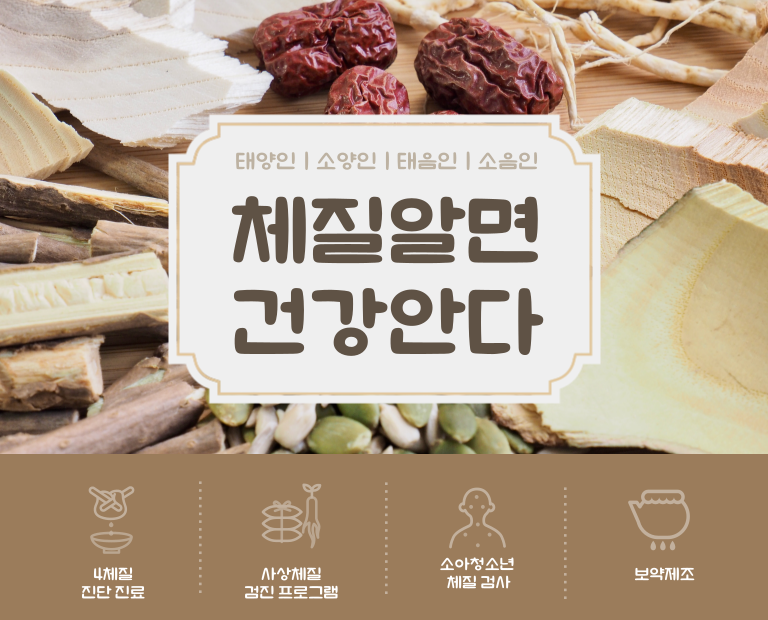 태양인 | 소양인 | 태음인 | 소음인
체질알면
건강안다
4체질
진단 진료
사상체질
검진 프로그램
소아청소년
체질 검사
보약제조